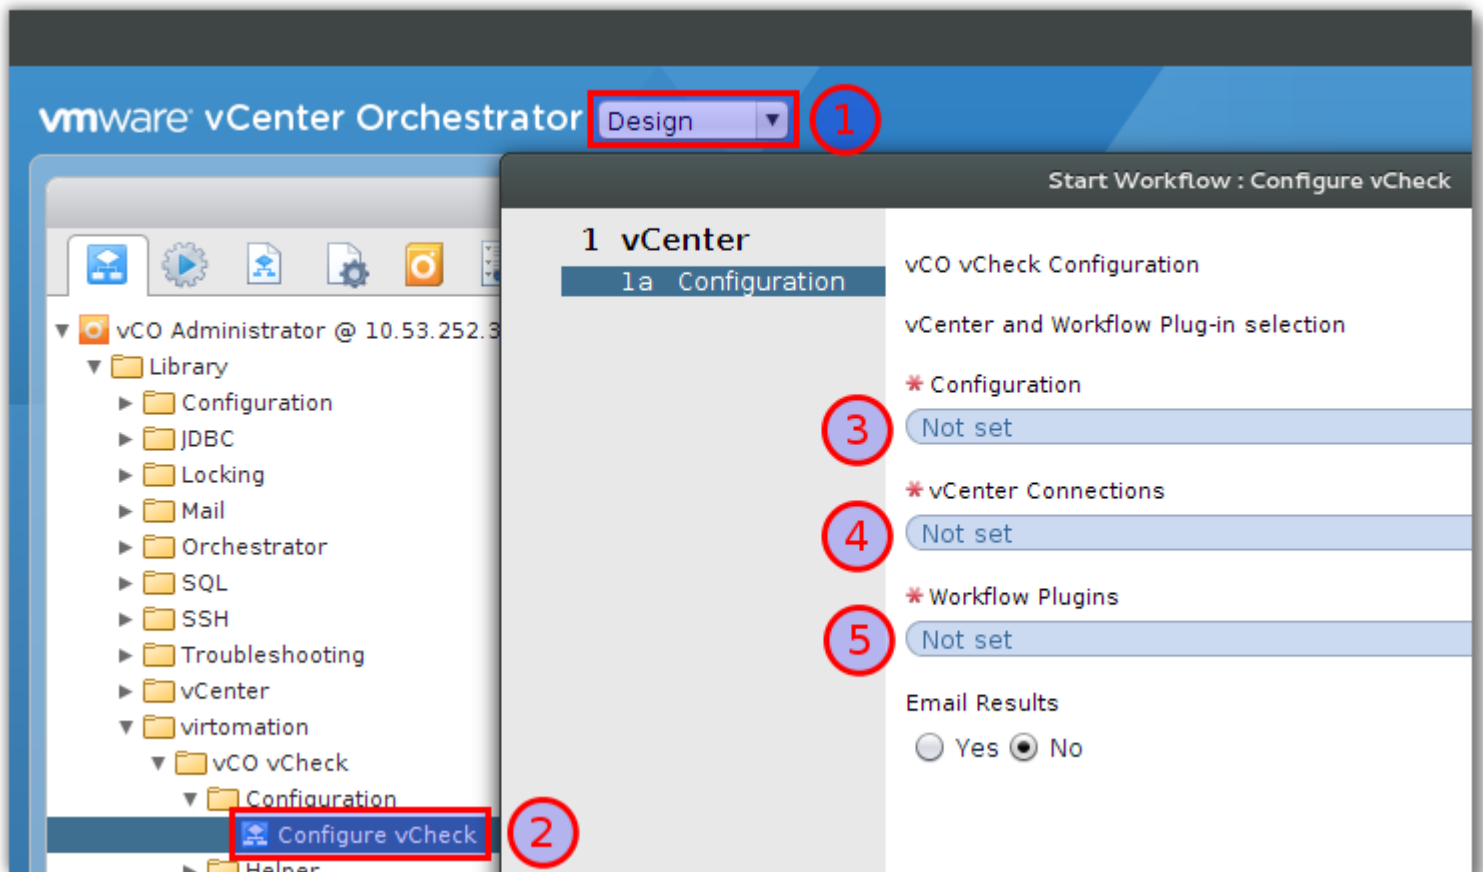 vmware vCenter Orchestrator Design 1
Start Workflow : Configure vCheck
1 vCenter
1a Configuration
vCO Administrator @ 10.53.252.3
Library
Configuration
JDBC
Locking
Mail
Orchestrator
SQL
SSH
Troubleshooting
vCenter
virtomation
vCO vCheck
Configuration
Configure vCheck 2
Helper
vCO vCheck Configuration
vCenter and Workflow Plug-in selection
* Configuration
3 Not set
* vCenter Connections
4 Not set
* Workflow Plugins
5 Not set
Email Results
Yes No